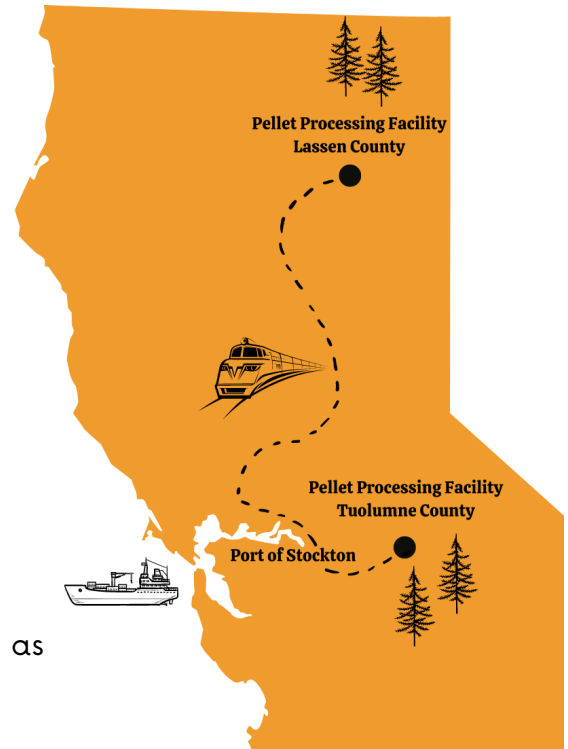 Pellet Processing Facility
Lassen County
Pellet Processing Facility
Tuolumne County
Port of Stockton
as